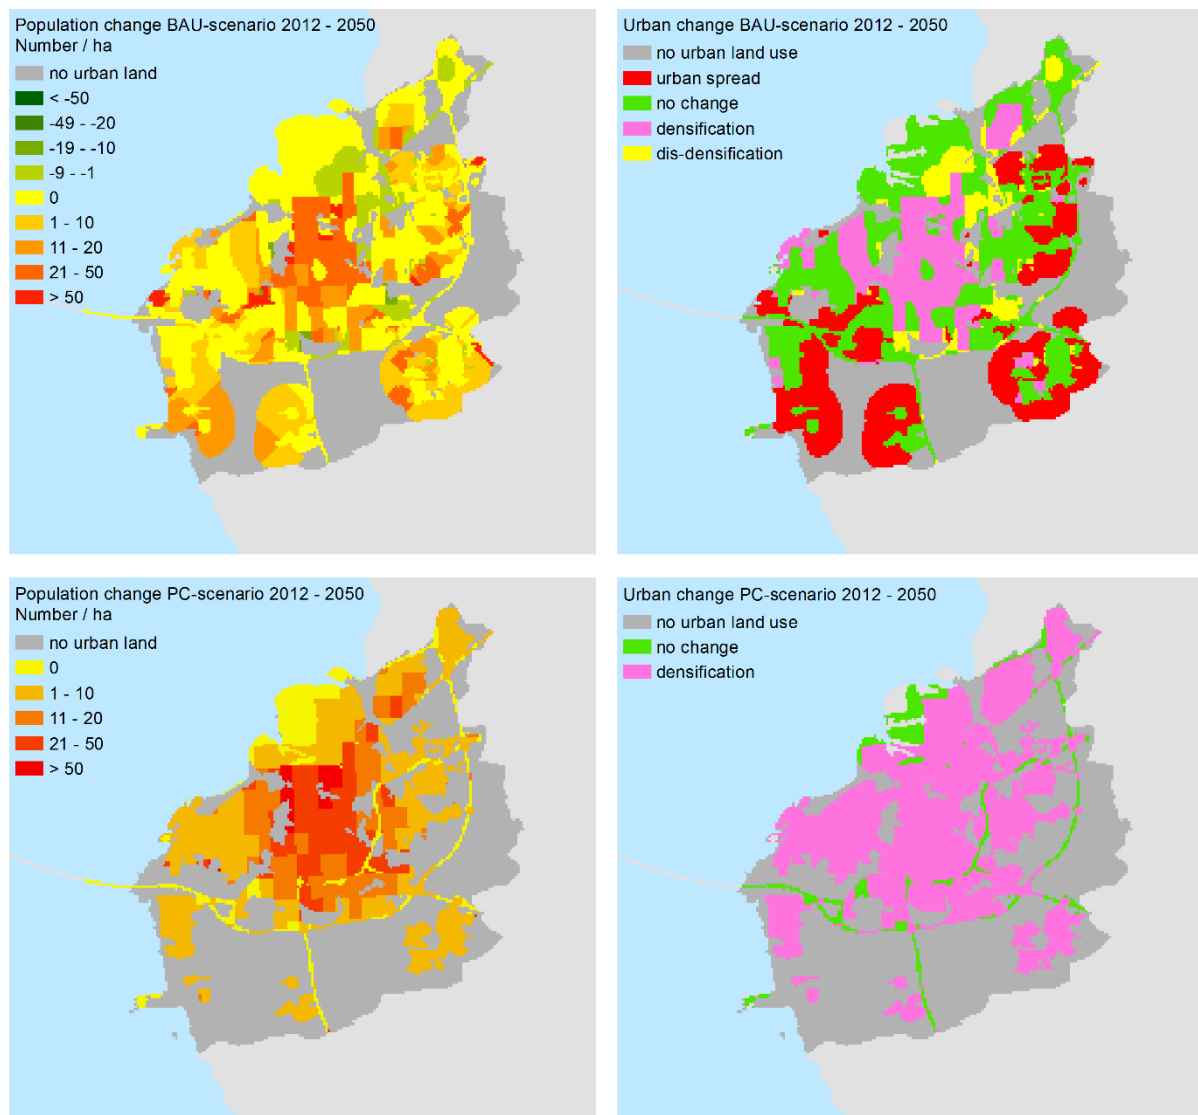 Population change BAU-scenario 2012 - 2050
Number / ha
no urban land
< -50
-49 - -20
-19 - -10
-9 - -1
0
1 - 10
11 - 20
21 - 50
> 50
Urban change BAU-scenario 2012 - 2050
no urban land use
urban spread
no change
densification
dis-densification
Population change PC-scenario 2012 - 2050
Number / ha
no urban land
0
1 - 10
11 - 20
21 - 50
> 50
Urban change PC-scenario 2012 - 2050
no urban land use
no change
densification